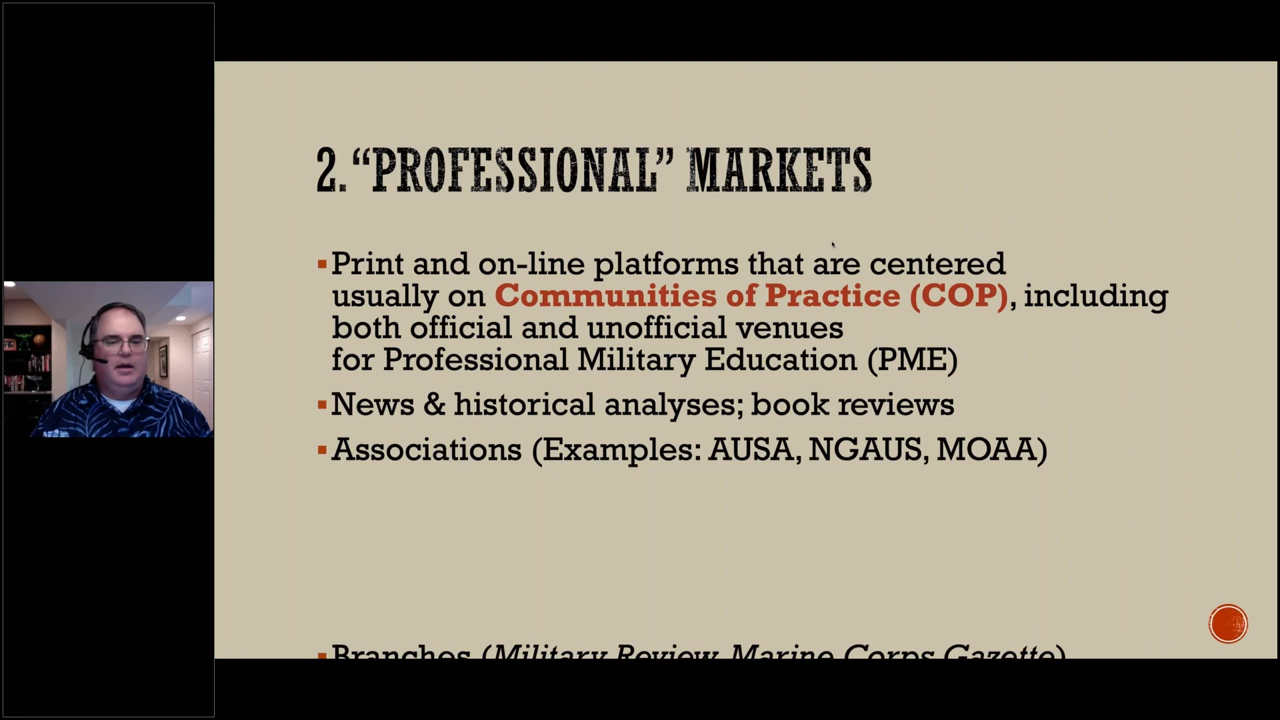 2. “PROFESSIONAL” MARKETS
▪Print and on-line platforms that are centered
usually on Communities of Practice (COP), including
both official and unofficial venues
for Professional Military Education (PME)
▪News & historical analyses; book reviews
▪Associations (Examples: AUSA, NGAUS, MOAA)
▪Branches (Military Review, Marine Corps Gazette)